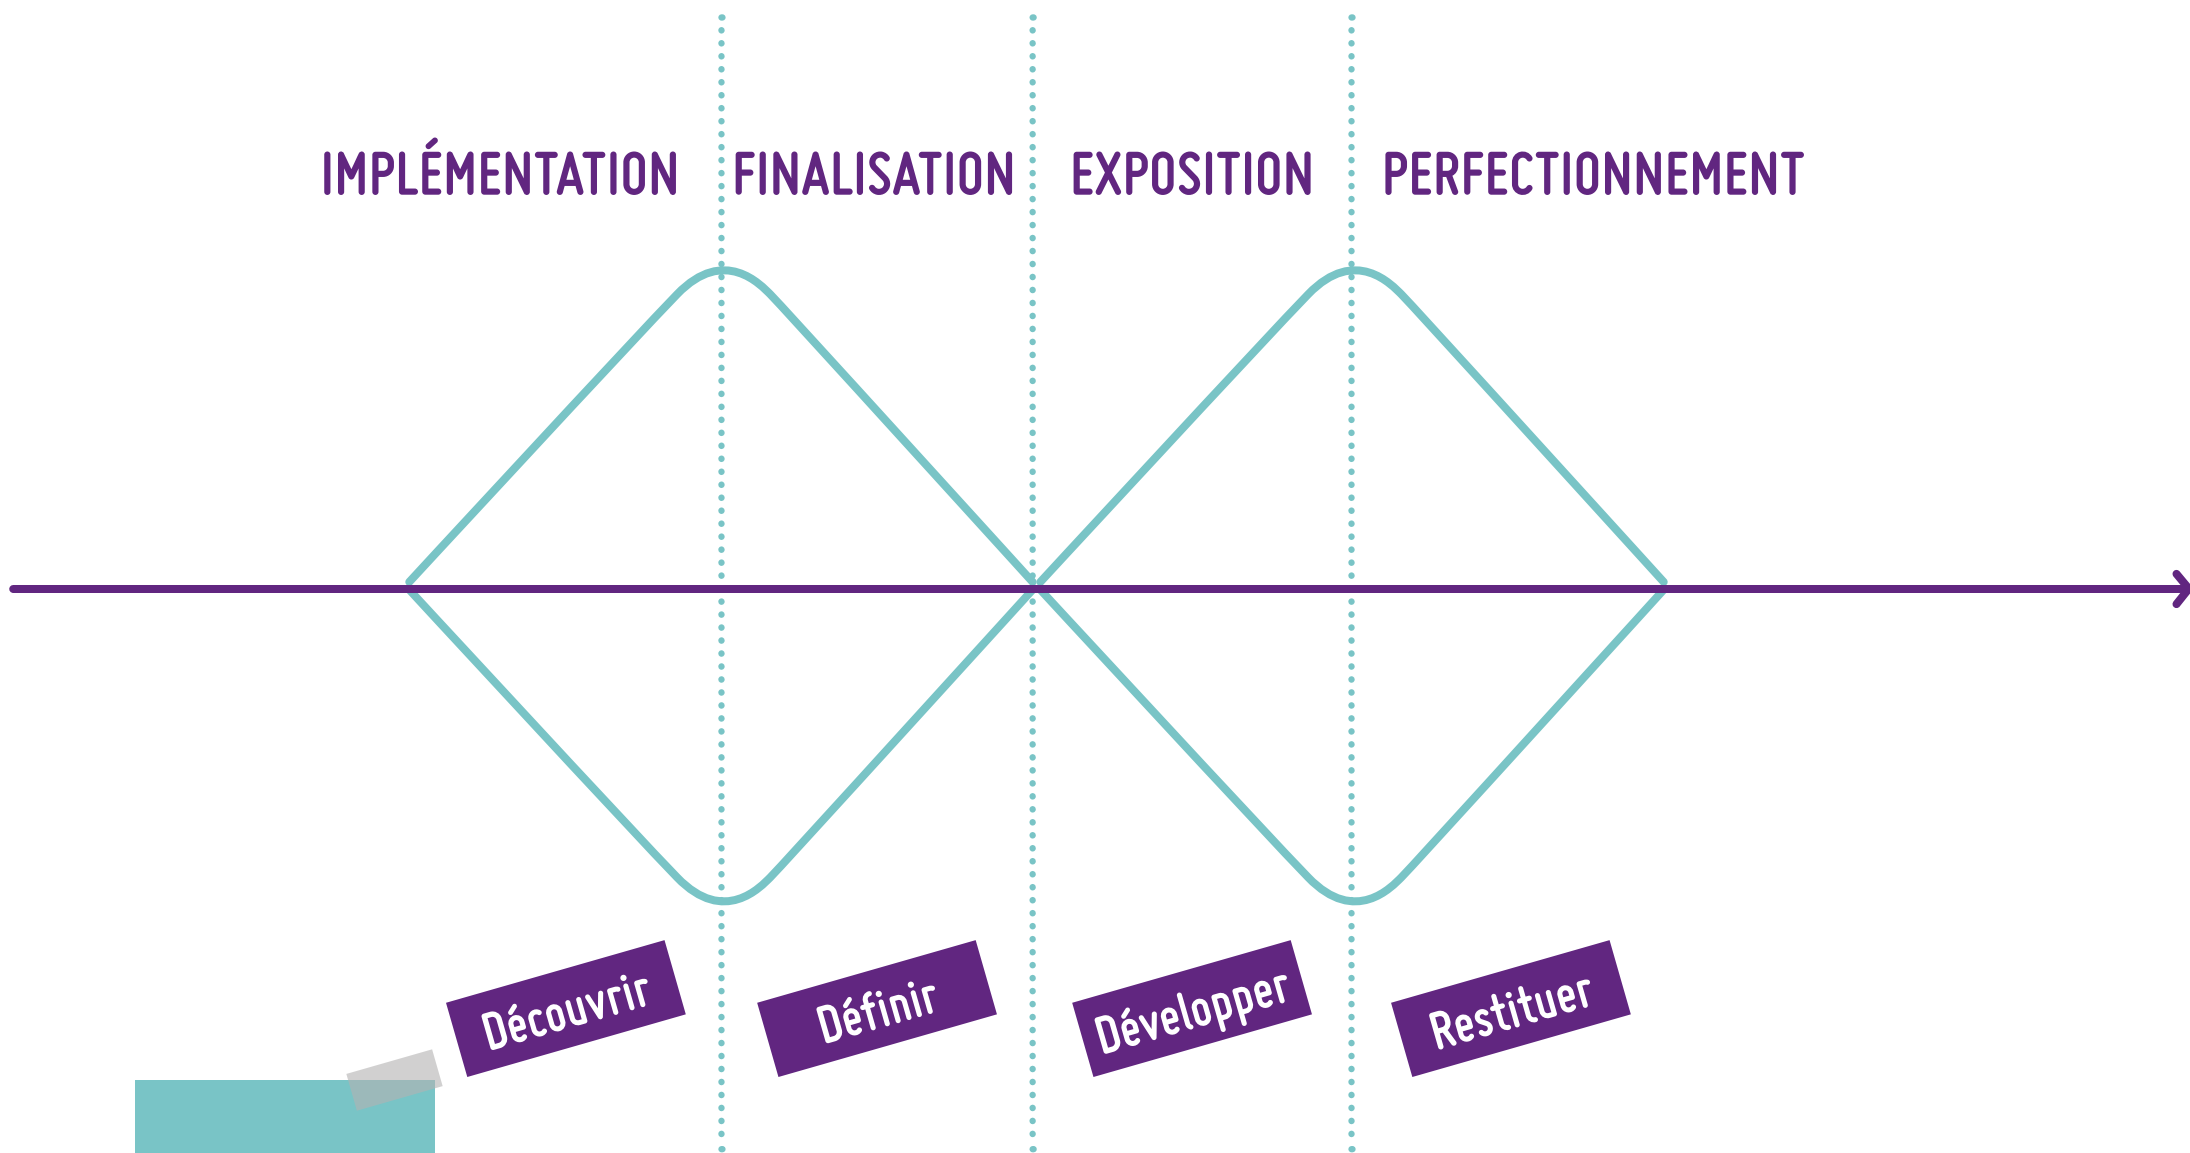 IMPLÉMENTATION
FINALISATION
EXPOSITION
PERFECTIONNEMENT
Découvrir
Définir
Développer
Restituer